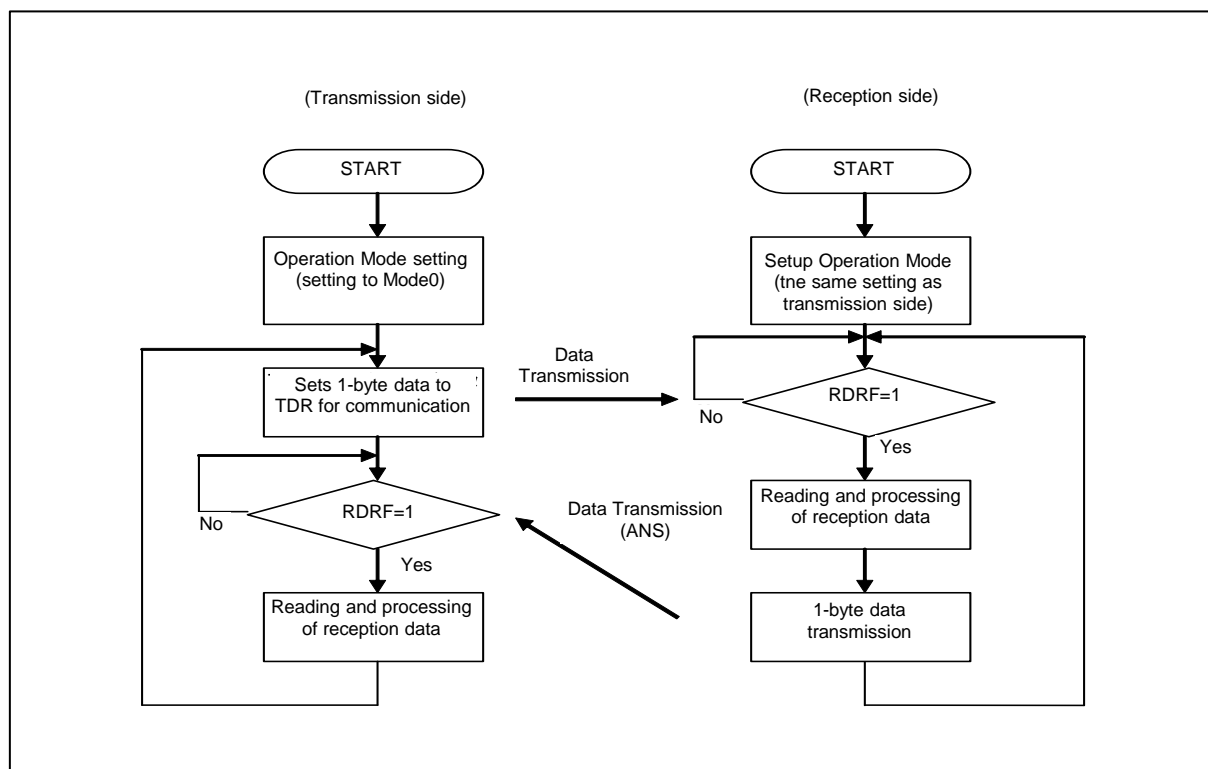 (Transmission side)
START
Operation Mode setting
(setting to Mode0)
Sets 1-byte data to
TDR for communication
RDRF=1
No
Yes
Reading and processing
of reception data
Data
Transmission
Data Transmission
(ANS)
(Reception side)
START
Setup Operation Mode
(tne same setting as
transmission side)
RDRF=1
No
Yes
Reading and processing
of reception data
1-byte data
transmission